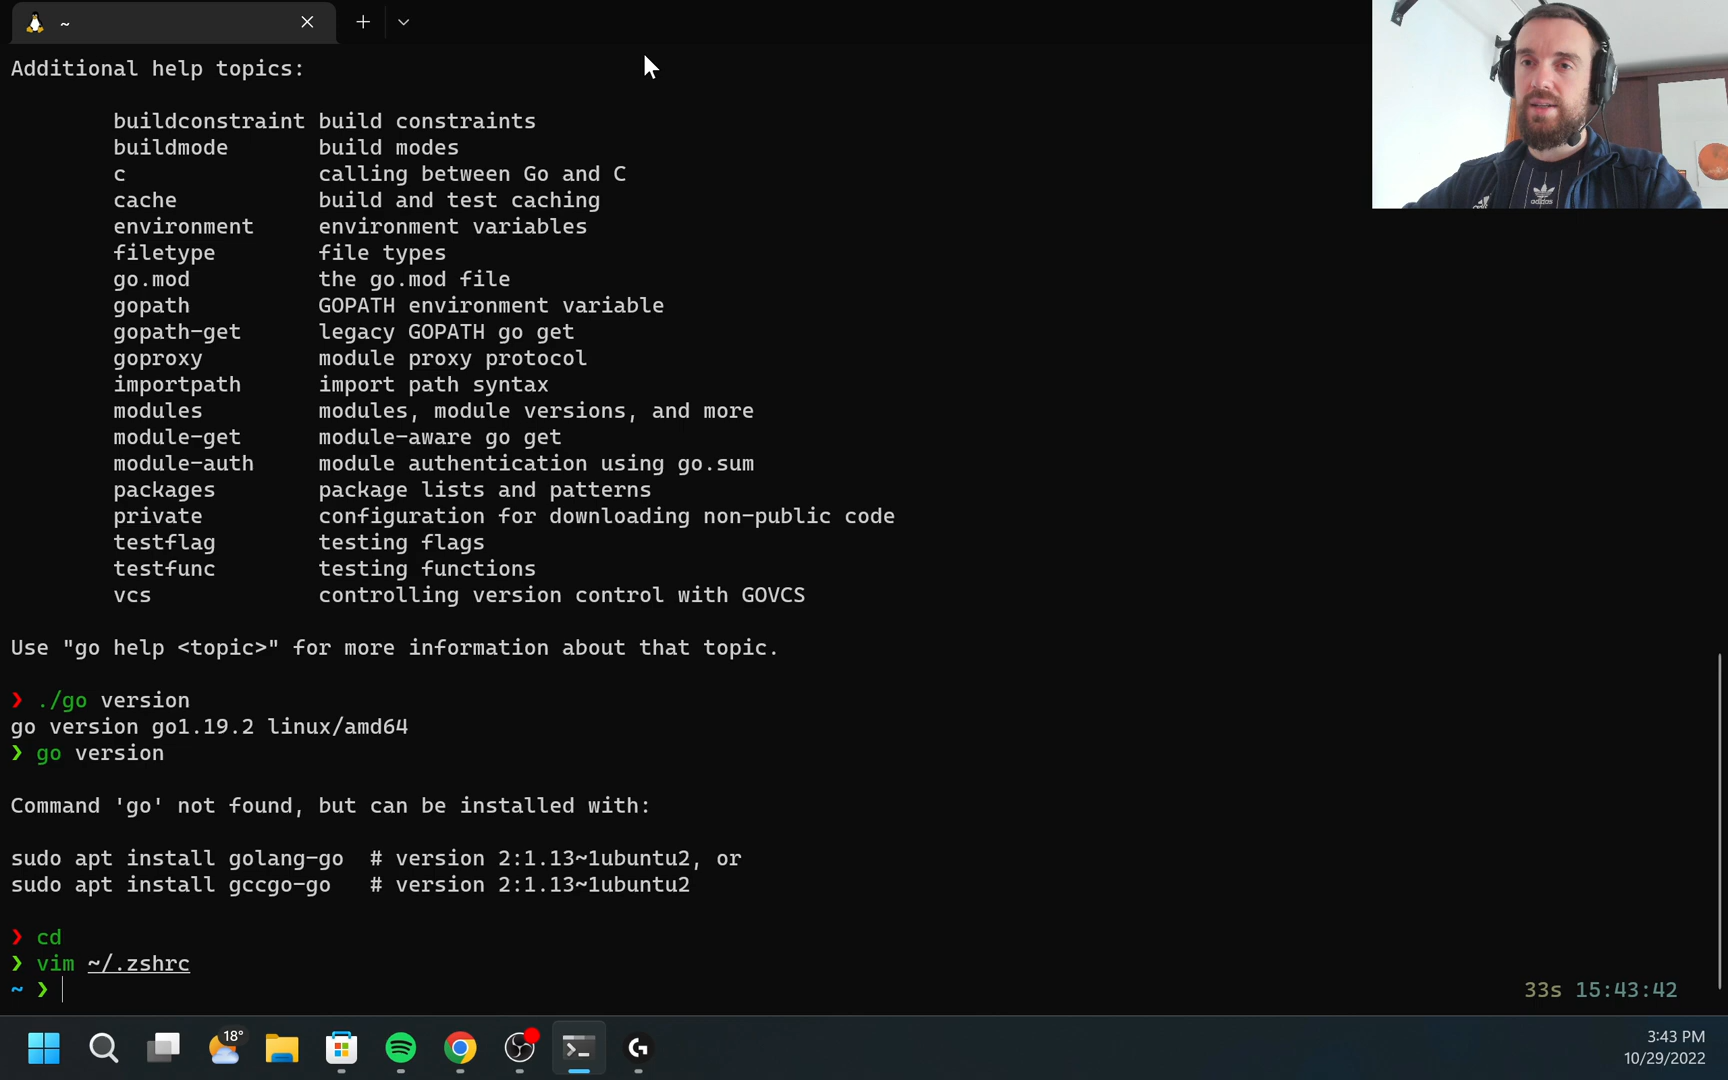 ~
Additional help topics:
buildconstraint build constraints
buildmode build modes
c calling between Go and C
cache build and test caching
environment environment variables
filetype file types
go.mod the go.mod file
gopath GOPATH environment variable
gopath-get legacy GOPATH go get
goproxy module proxy protocol
importpath import path syntax
modules modules, module versions, and more
module-get module-aware go get
module-auth module authentication using go.sum
packages package lists and patterns
private configuration for downloading non-public code
testflag testing flags
testfunc testing functions
vcs controlling version control with GOVCS
Use "go help <topic>" for more information about that topic.
❯ ./go version
go version go1.19.2 linux/amd64
❯ go version
Command 'go' not found, but can be installed with:
sudo apt install golang-go # version 2:1.13~1ubuntu2, or
sudo apt install gccgo-go # version 2:1.13~1ubuntu2
❯ cd
❯ vim ~/.zshrc
~ ❯ 33s 15:43:42
18°
3:43 PM
10/29/2022
adidas